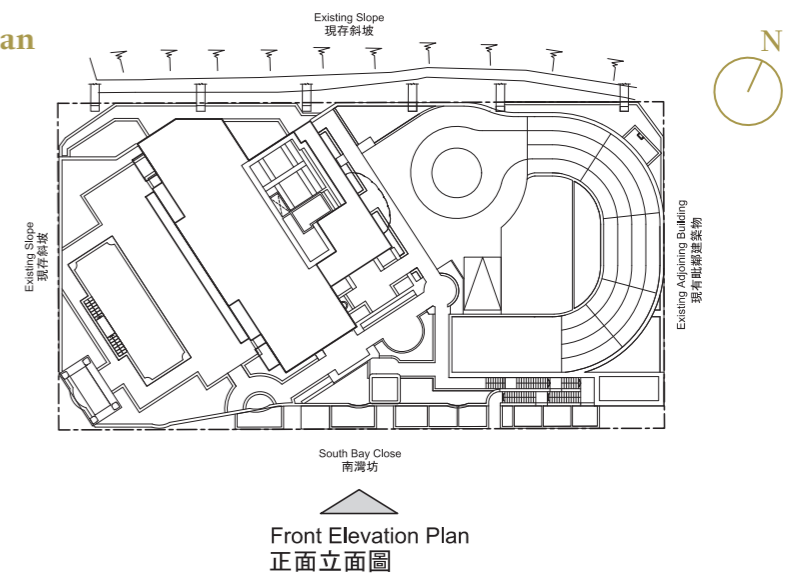 an
Existing Slope
現存斜坡
N
Existing Slope
現存斜坡
Existing Adjoining Building
現有毗鄰建築物
South Bay Close
南灣坊
Front Elevation Plan
正面立面圖